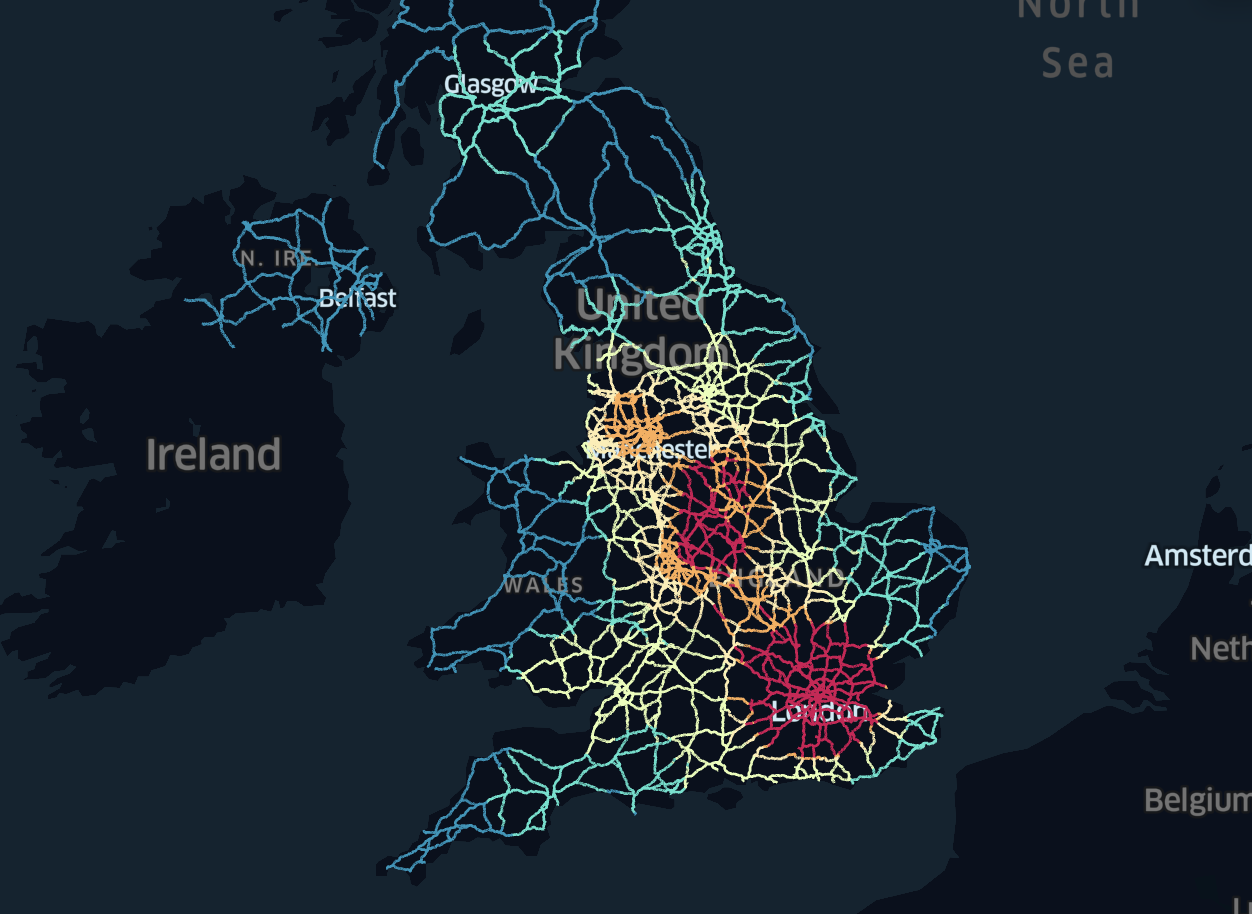 North
Sea
Glasgow
N. IRE.
Belfast
United
Kingdom
Ireland
Manchester
Amsterd
WALES
ENGLAND
Neth
London
Belgium